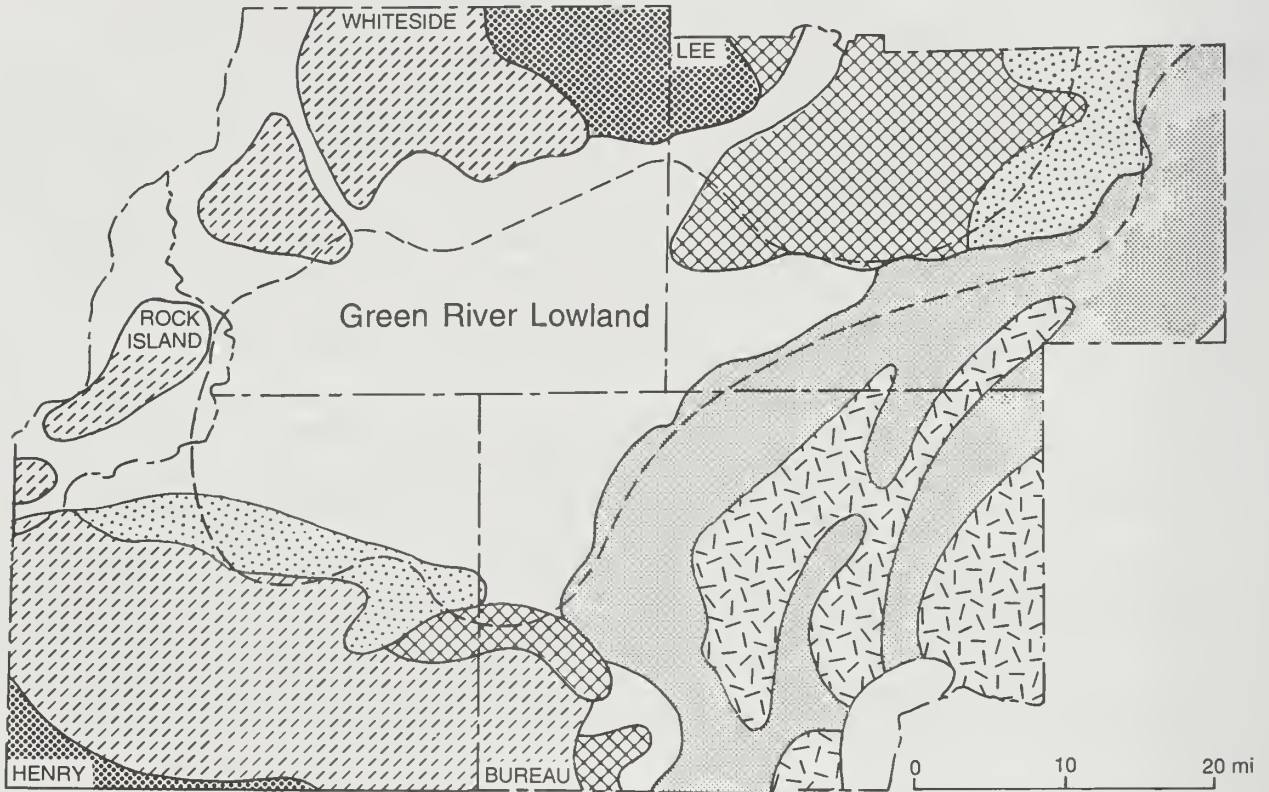 WHITESIDE
LEE
Green River Lowland
ROCK
ISLAND
HENRY
BUREAU
0 10 20 mi